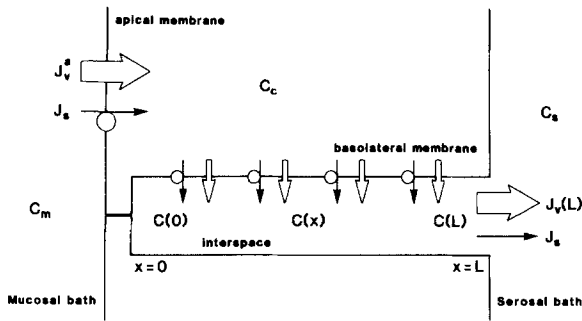 apical membrane
J_v^a
C_c
J_s
C_s
basolateral membrane
C_m
C(0)
C(x)
C(L)
J_v(L)
J_s
interspace
x=0
x=L
Mucosal bath
Serosal bath